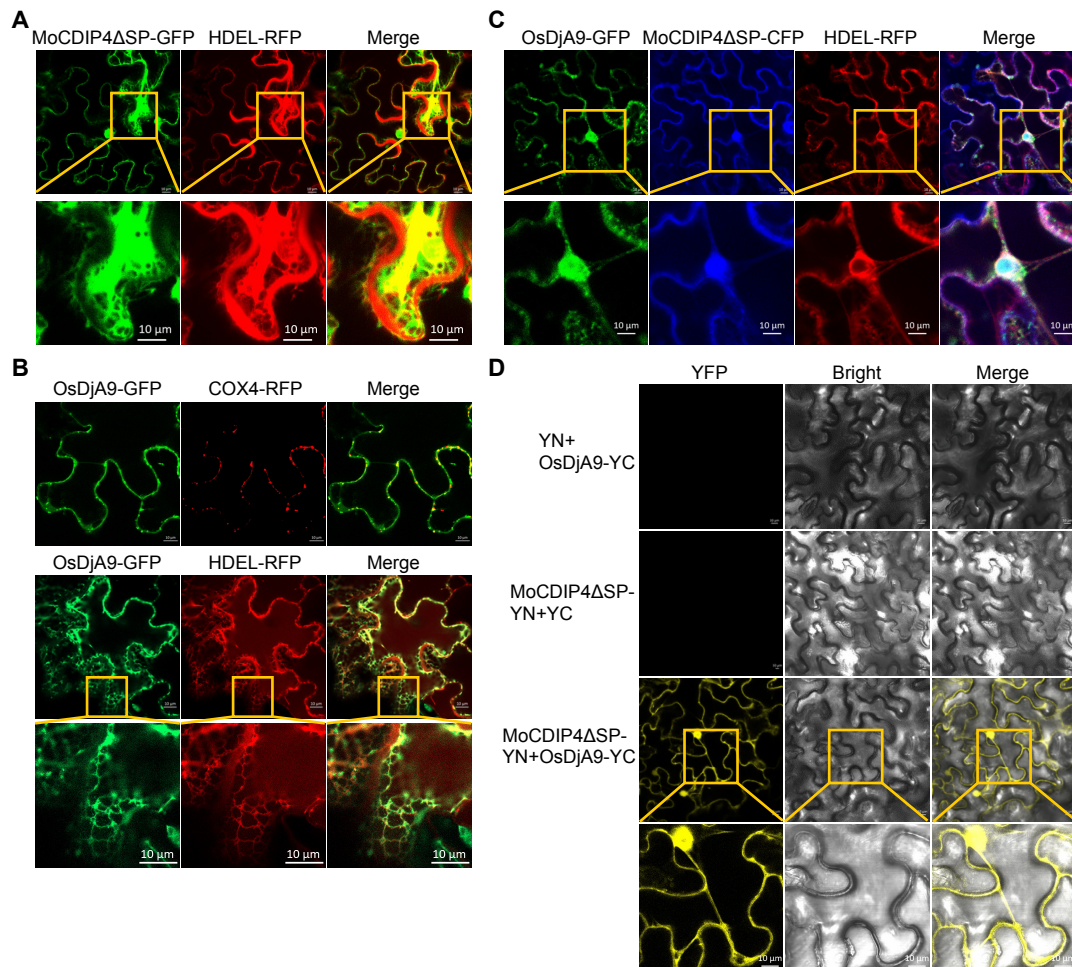 A
MoCDIP4ΔSP-GFP HDEL-RFP Merge
10 μm 10 μm 10 μm
B
OsDjA9-GFP COX4-RFP Merge
OsDjA9-GFP HDEL-RFP Merge
10 μm 10 μm 10 μm
C
OsDjA9-GFP MoCDIP4ΔSP-CFP HDEL-RFP Merge
10 μm 10 μm 10 μm 10 μm
D
YFP Bright Merge
YN+
OsDjA9-YC
MoCDIP4ΔSP-
YN+YC
MoCDIP4ΔSP-
YN+OsDjA9-YC
10 μm 10 μm 10 μm